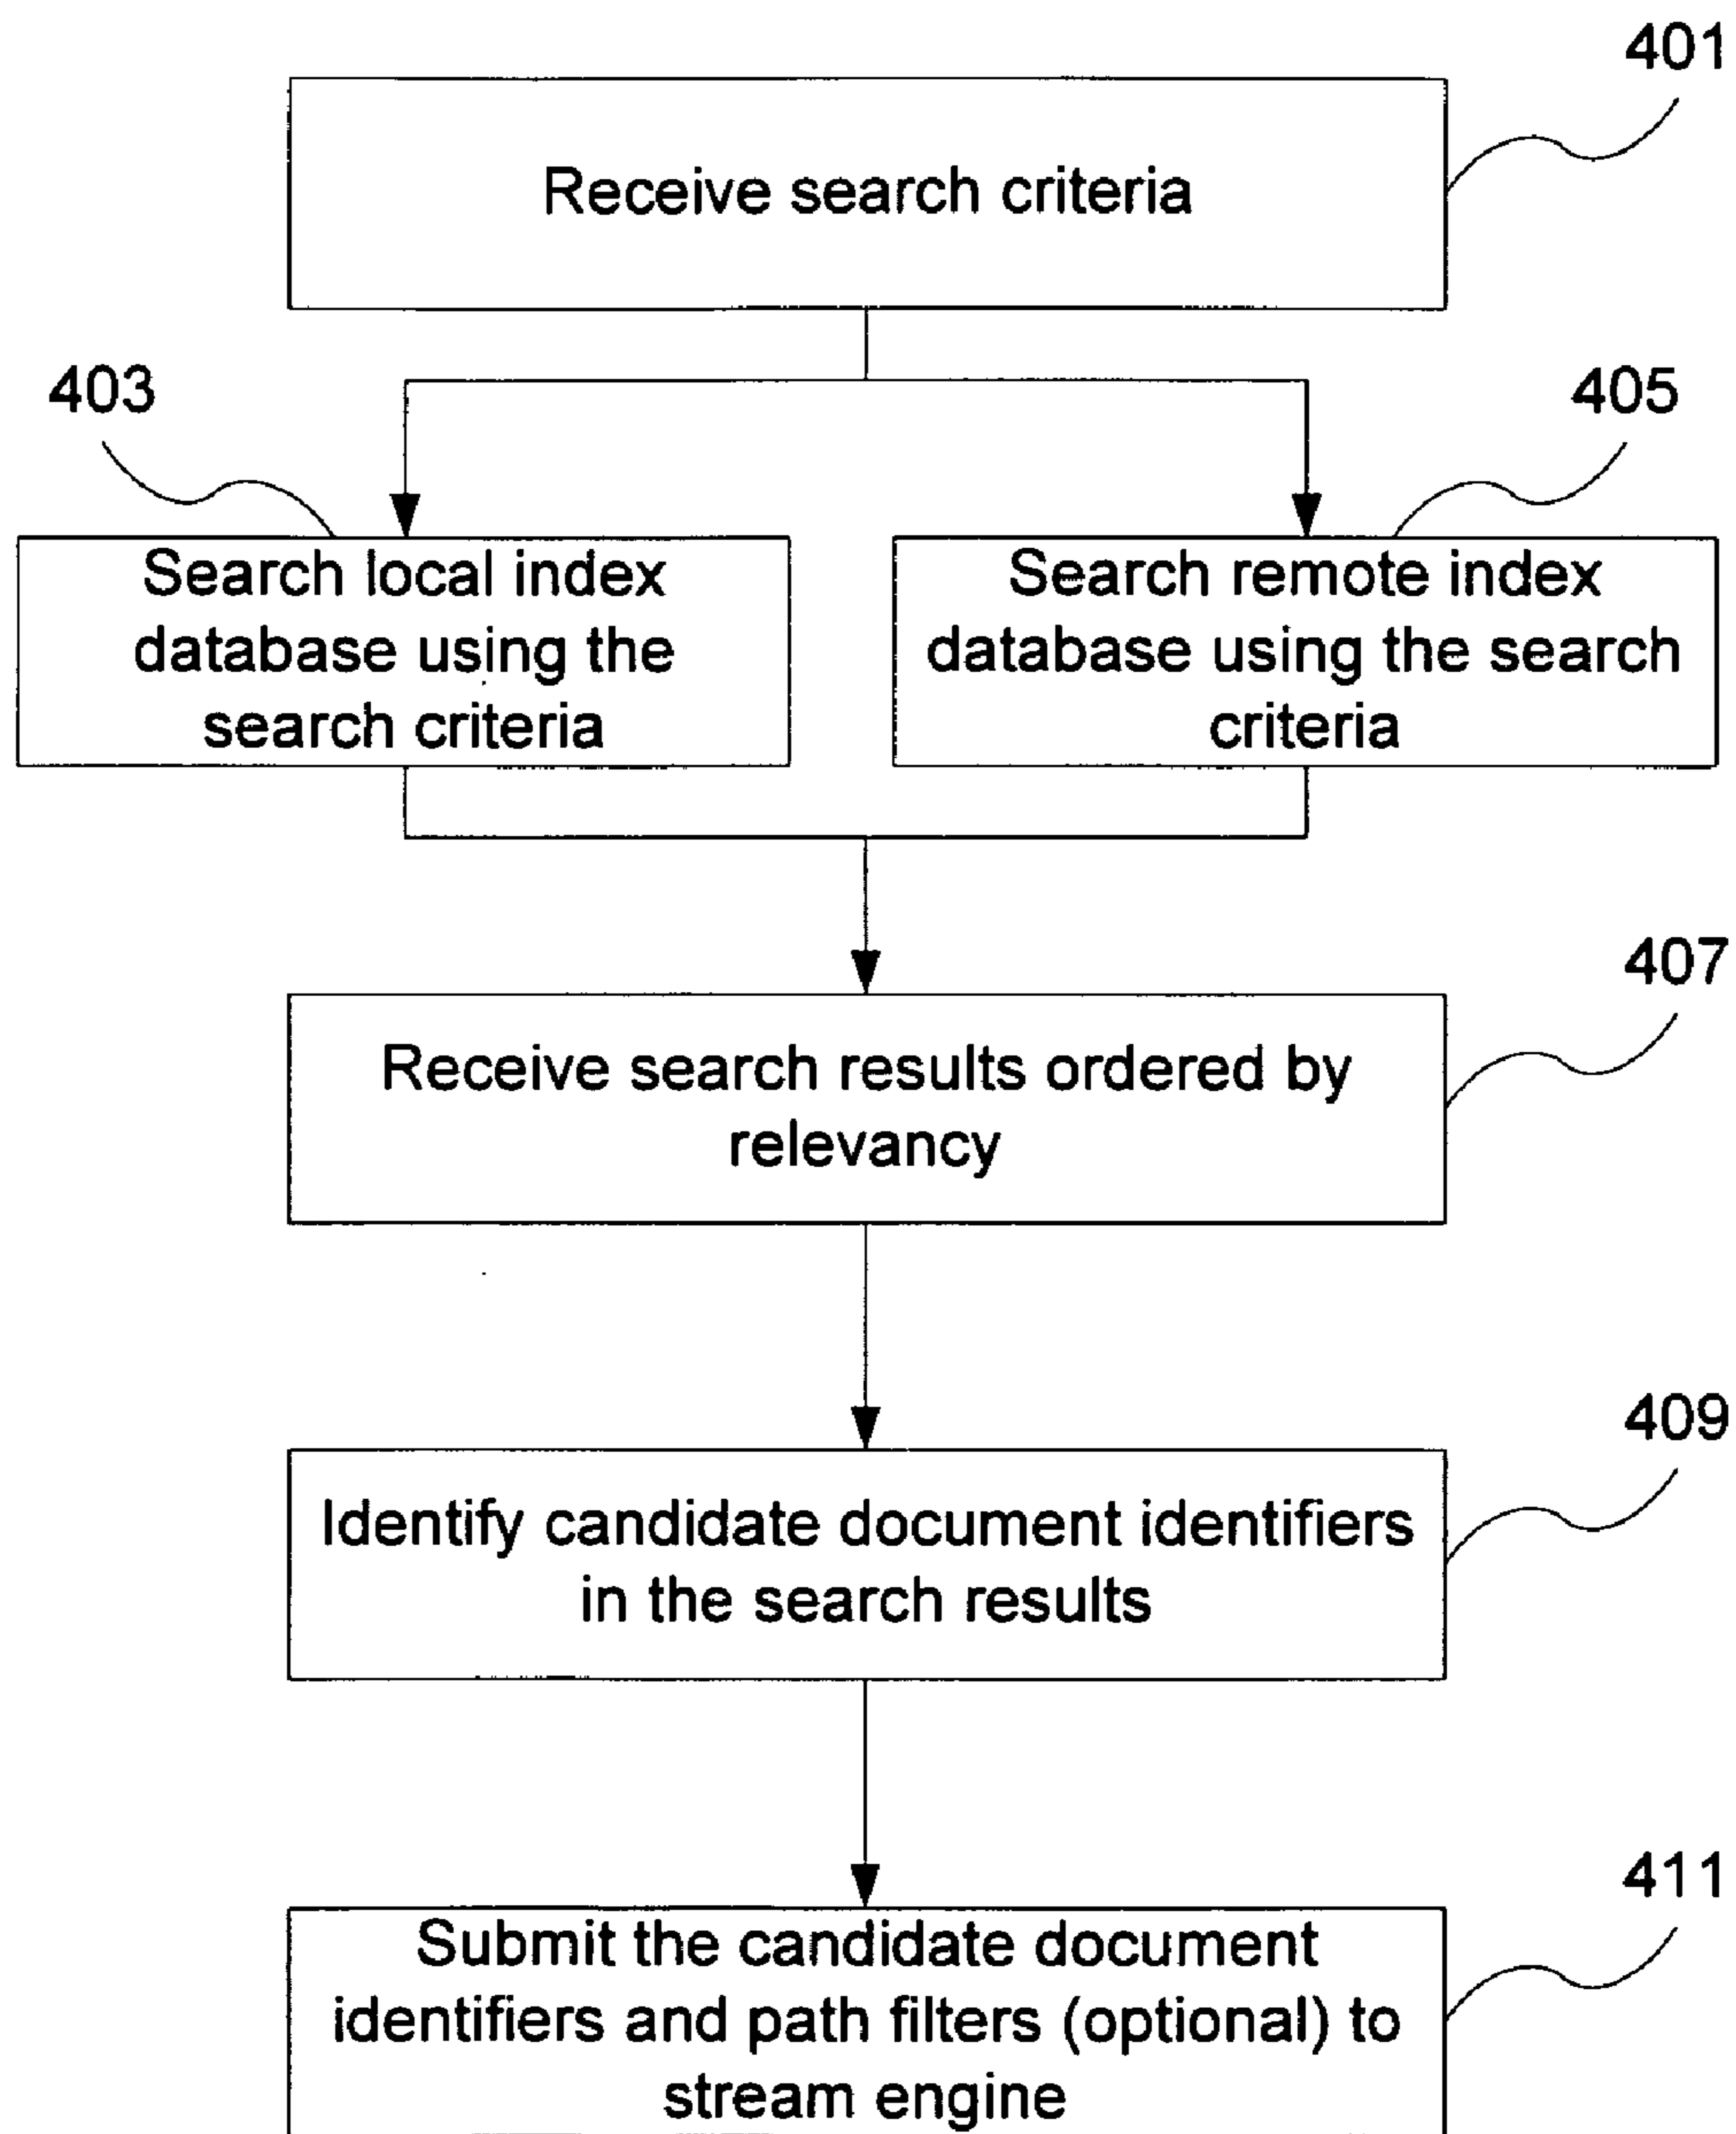 401
Receive search criteria
403
405
Search local index
database using the
search criteria
Search remote index
database using the search
criteria
407
Receive search results ordered by
relevancy
409
Identify candidate document identifiers
in the search results
411
Submit the candidate document
identifiers and path filters (optional) to
stream engine